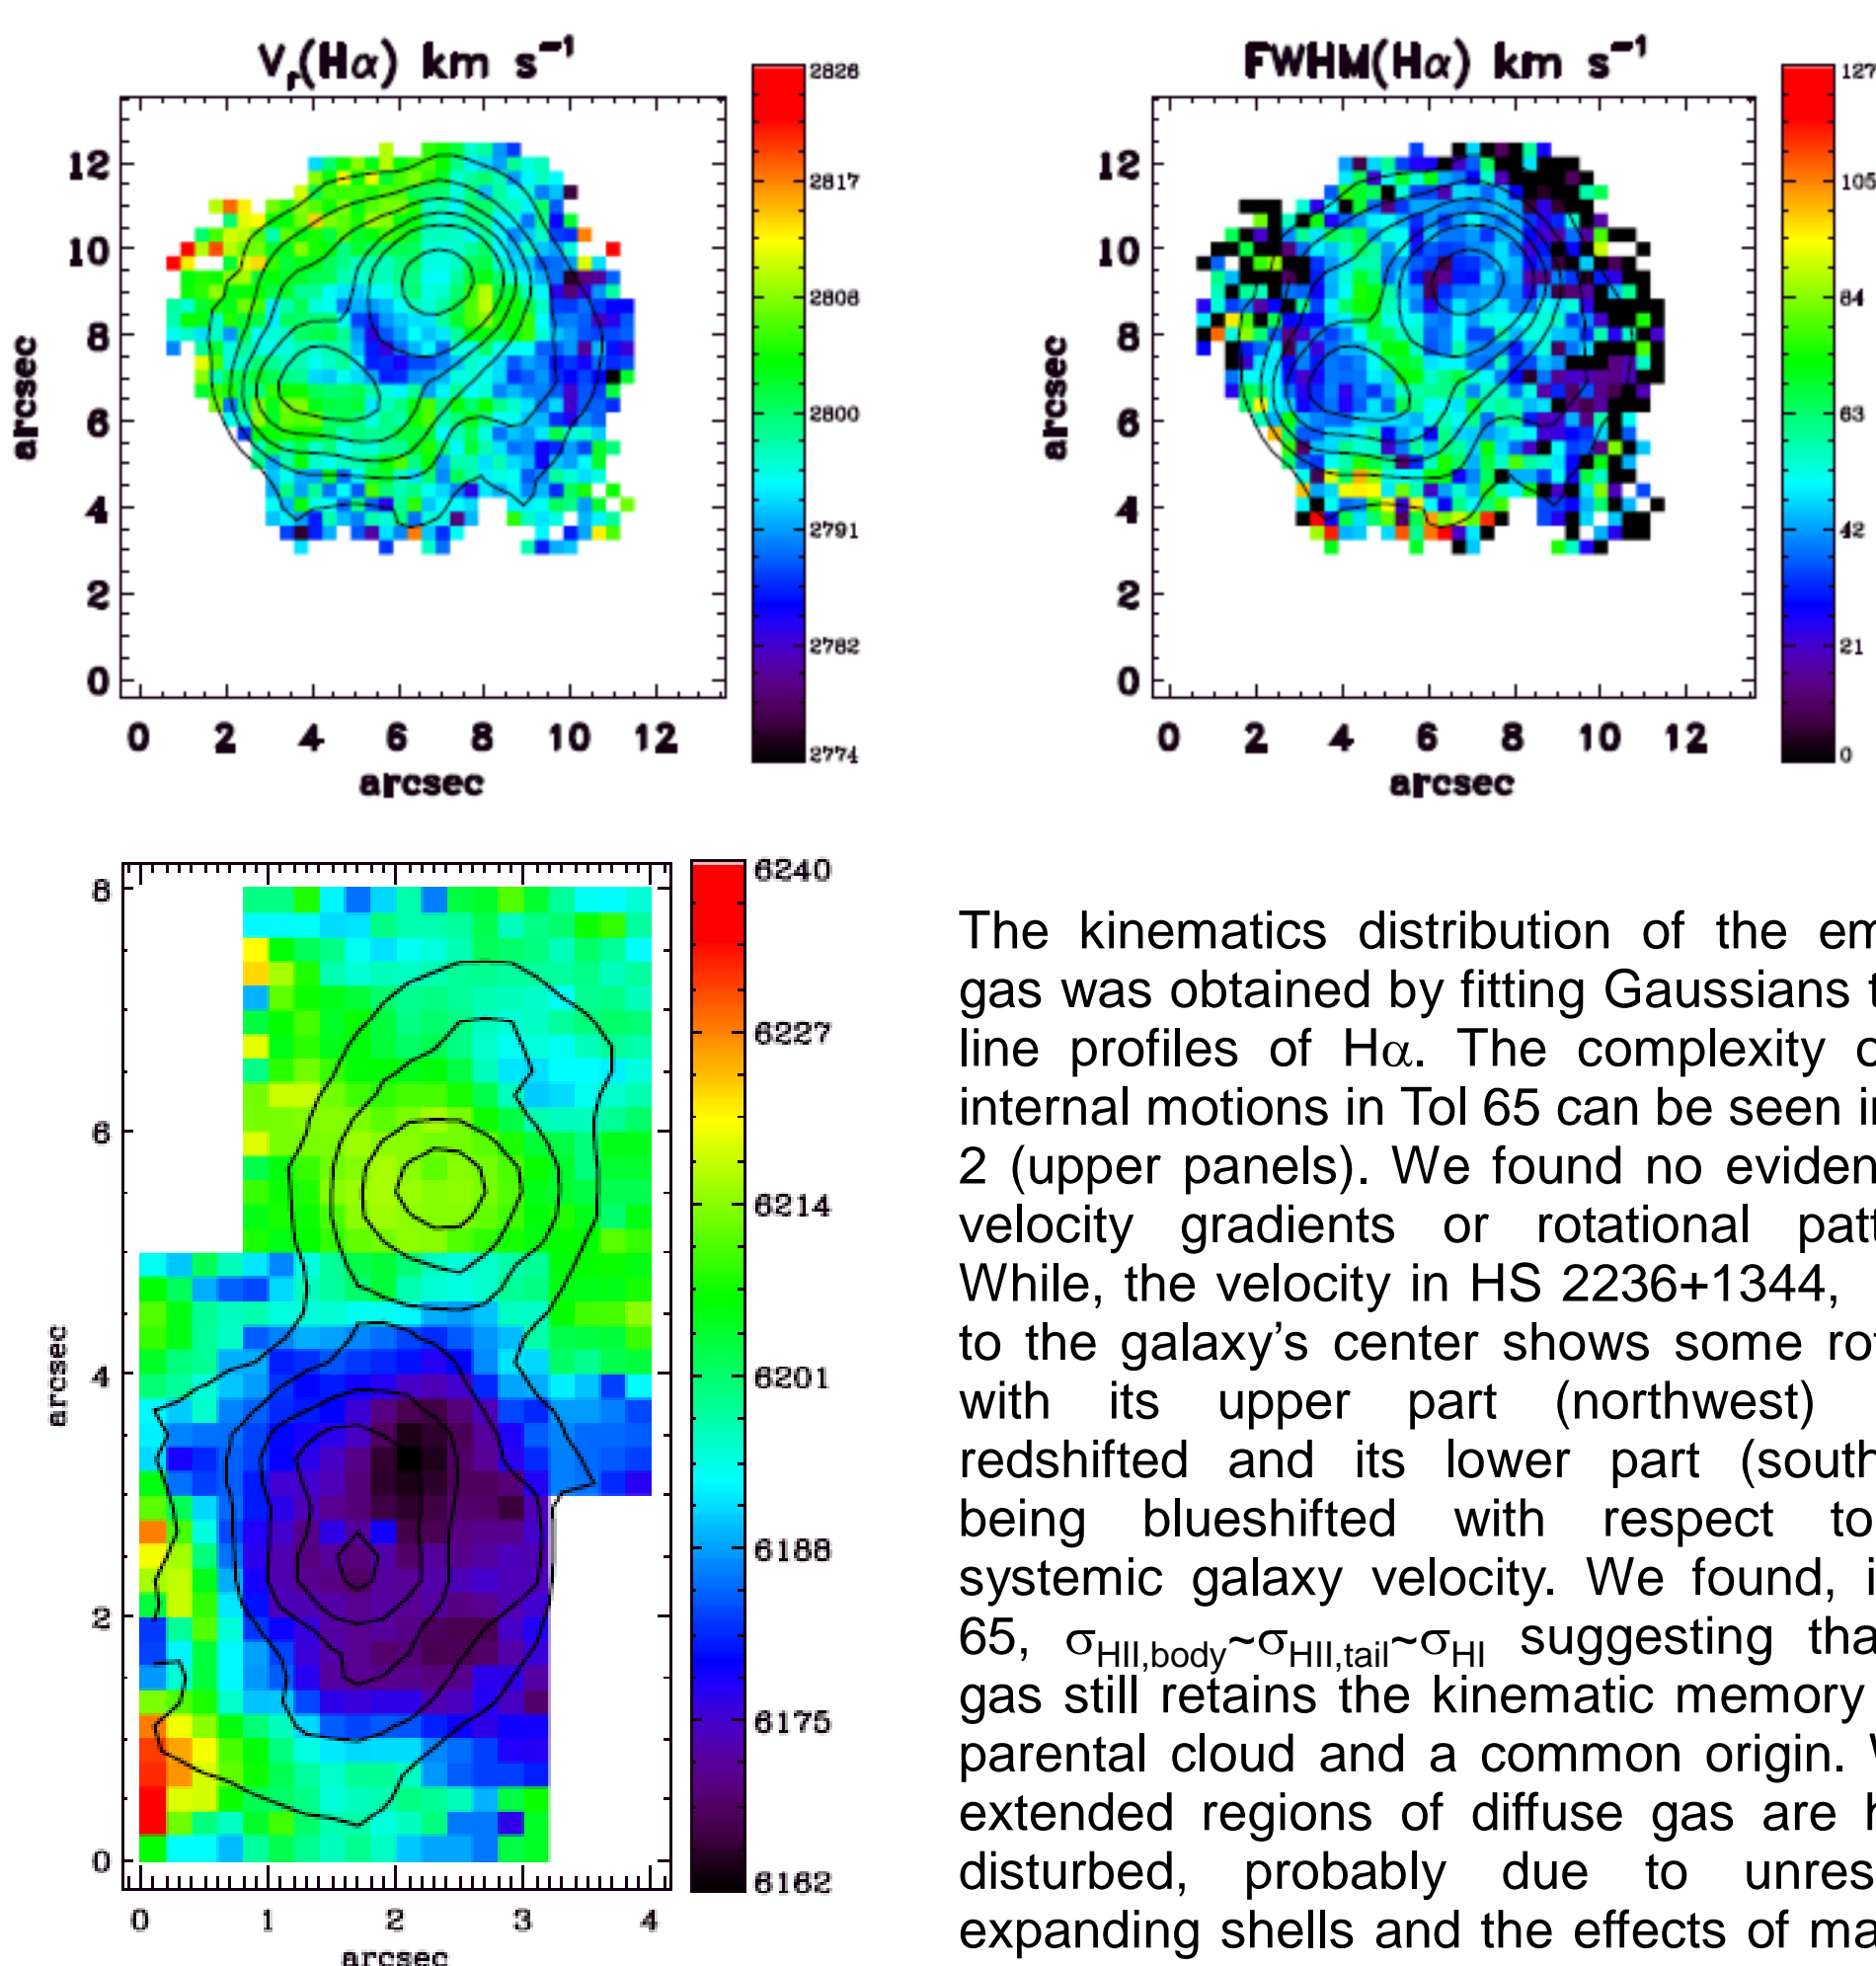 Vr(Hα) km s⁻¹
2826
2817
2808
2800
2791
2782
2774
12
10
8
6
4
2
0
arcsec
0 2 4 6 8 10 12
arcsec
FWHM(Hα) km s⁻¹
127
105
84
63
42
21
0
12
10
8
6
4
2
0
arcsec
0 2 4 6 8 10 12
arcsec
8
6
4
2
0
arcsec
0 1 2 3 4
arcsec
6240
6227
6214
6201
6188
6175
6162
The kinematics distribution of the em
gas was obtained by fitting Gaussians t
line profiles of Hα. The complexity o
internal motions in Tol 65 can be seen in
2 (upper panels). We found no eviden
velocity gradients or rotational patt
While, the velocity in HS 2236+1344,
to the galaxy's center shows some rot
with its upper part (northwest)
redshifted and its lower part (south
being blueshifted with respect to
systemic galaxy velocity. We found, i
65, σHII,body~σHII,tail~σHI suggesting tha
gas still retains the kinematic memory
parental cloud and a common origin. W
extended regions of diffuse gas are h
disturbed, probably due to unres
expanding shells and the effects of ma